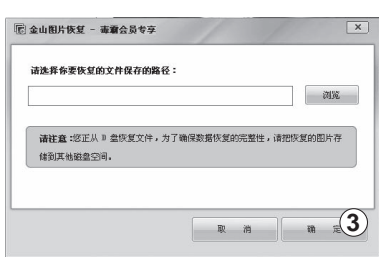 金山图片恢复 - 毒霸会员专享
请选择你要恢复的文件保存的路径：
浏览
请注意：您正从 D 盘恢复文件，为了确保数据恢复的完整性，请把恢复的图片存
储到其他磁盘空间。
取 消
确 定
3